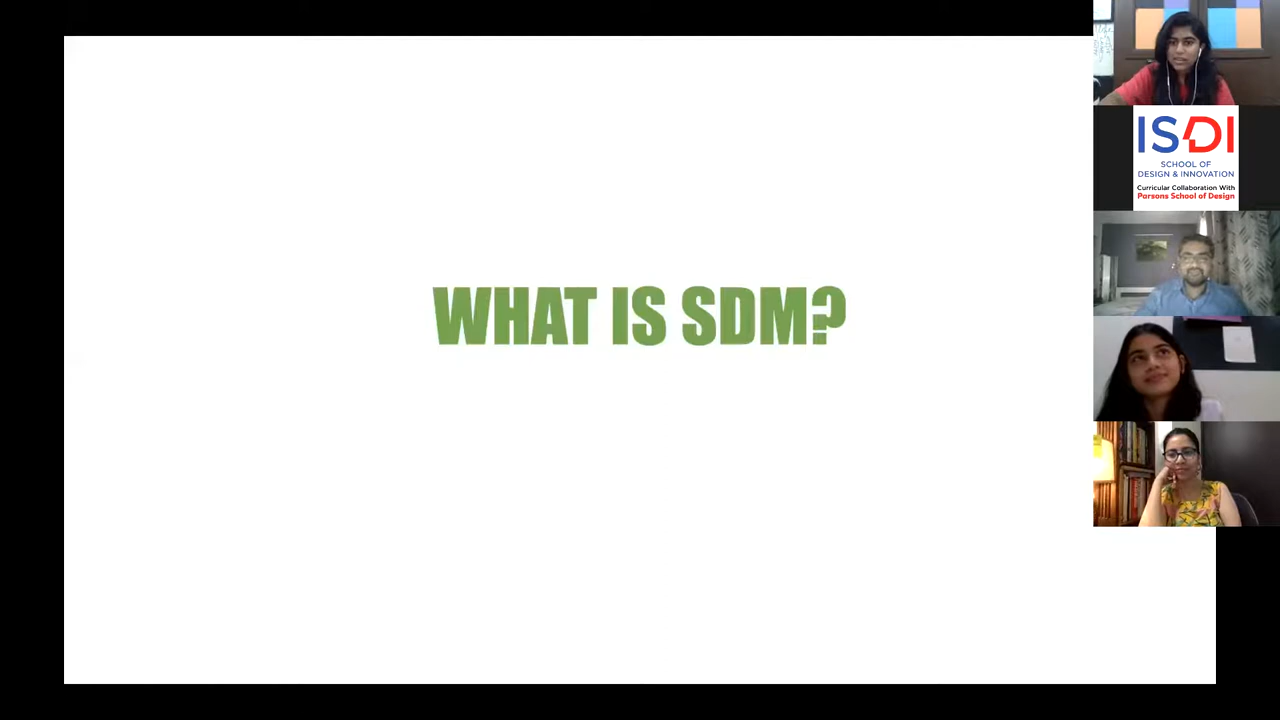 WHAT IS SDM?
ISDI
SCHOOL OF
DESIGN & INNOVATION
Curricular Collaboration With
Parsons School of Design